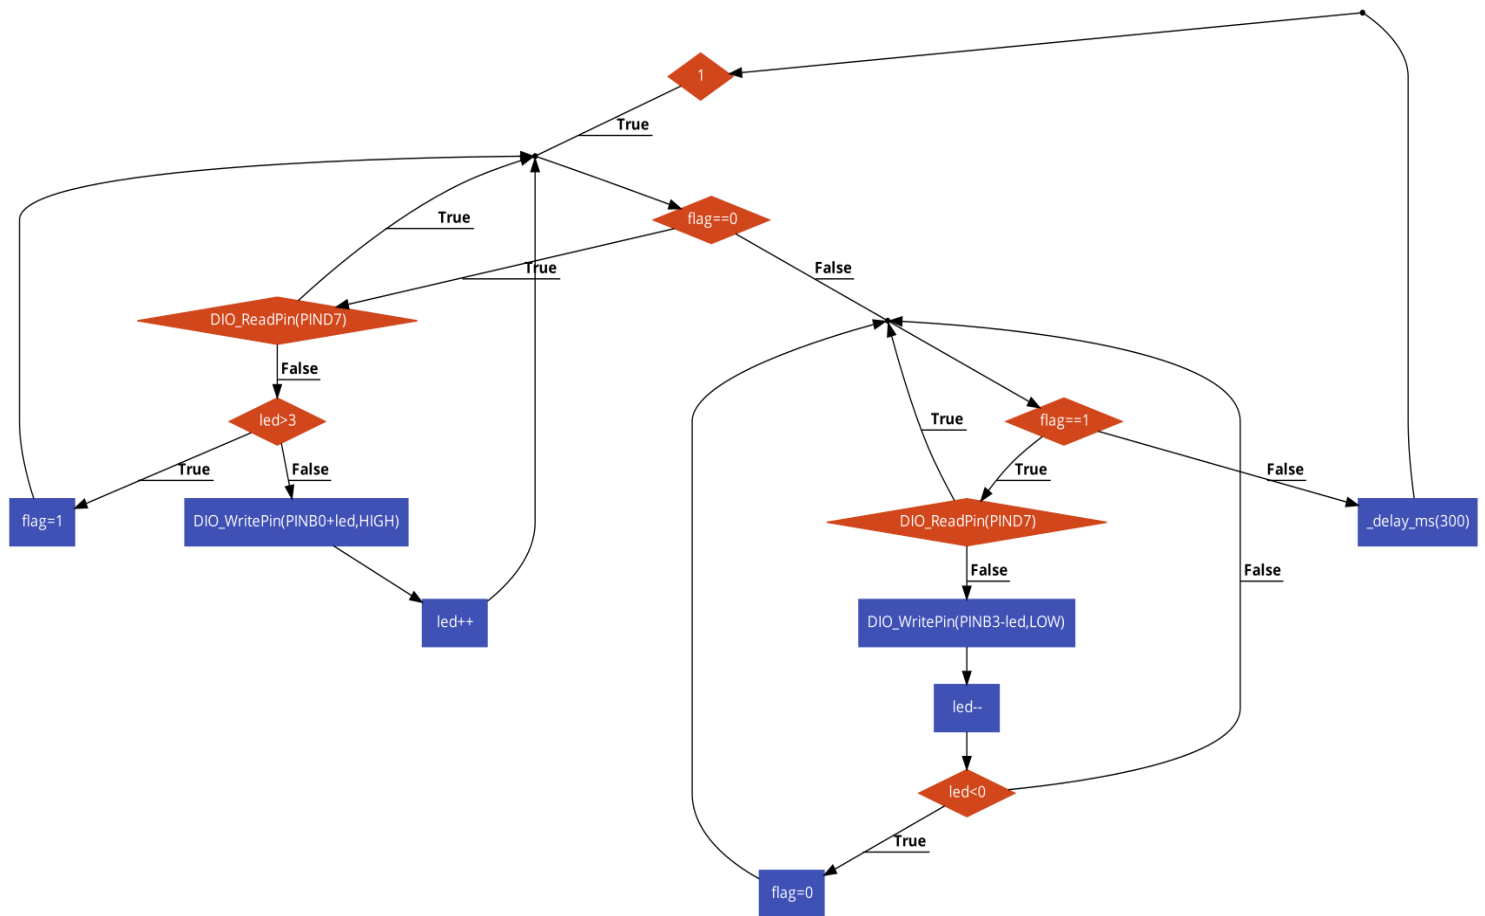 1
True
flag==0
True
True
False
DIO_ReadPin(PIND7)
False
led>3
flag==1
True
True
False
True
False
False
flag=1
DIO_WritePin(PINB0+led,HIGH)
DIO_ReadPin(PIND7)
_delay_ms(300)
False
False
led++
DIO_WritePin(PINB3-led,LOW)
led--
led<0
True
flag=0